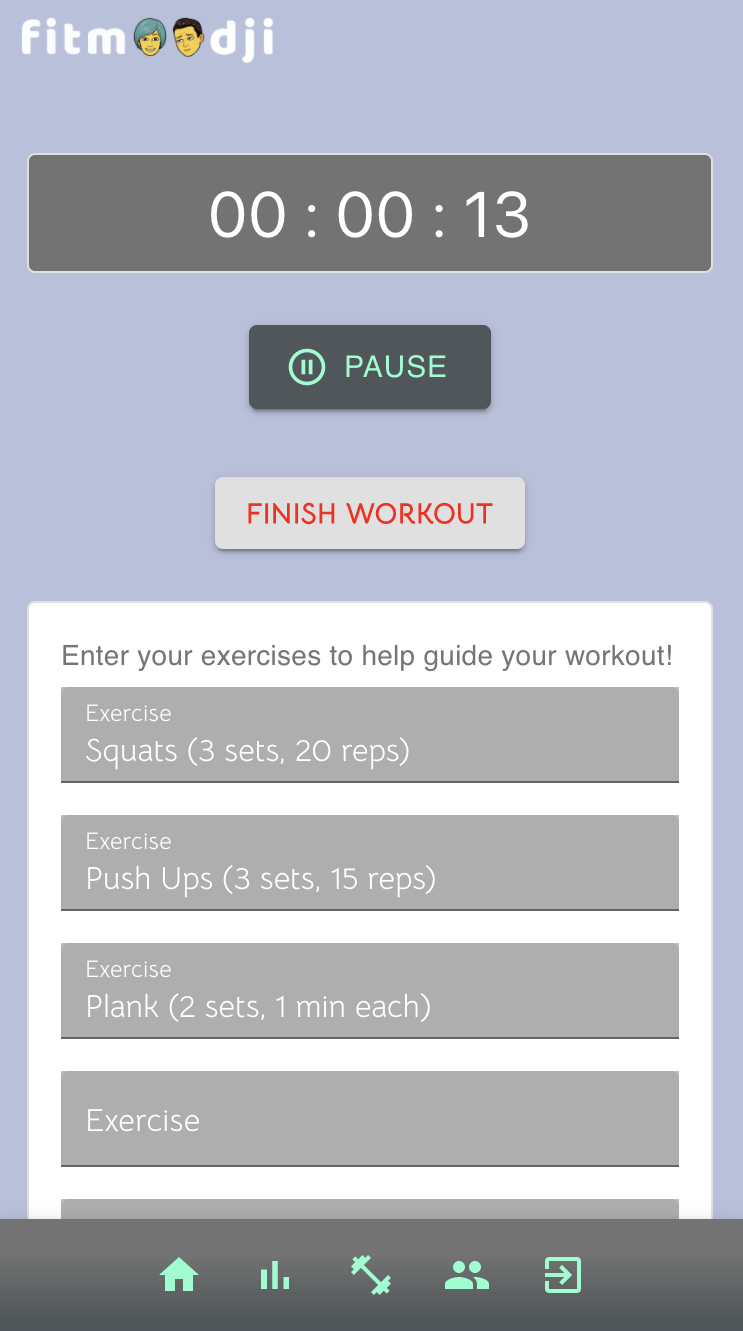 fitmoodji
00 : 00 : 13
PAUSE
FINISH WORKOUT
Enter your exercises to help guide your workout!
Exercise
Squats (3 sets, 20 reps)
Exercise
Push Ups (3 sets, 15 reps)
Exercise
Plank (2 sets, 1 min each)
Exercise